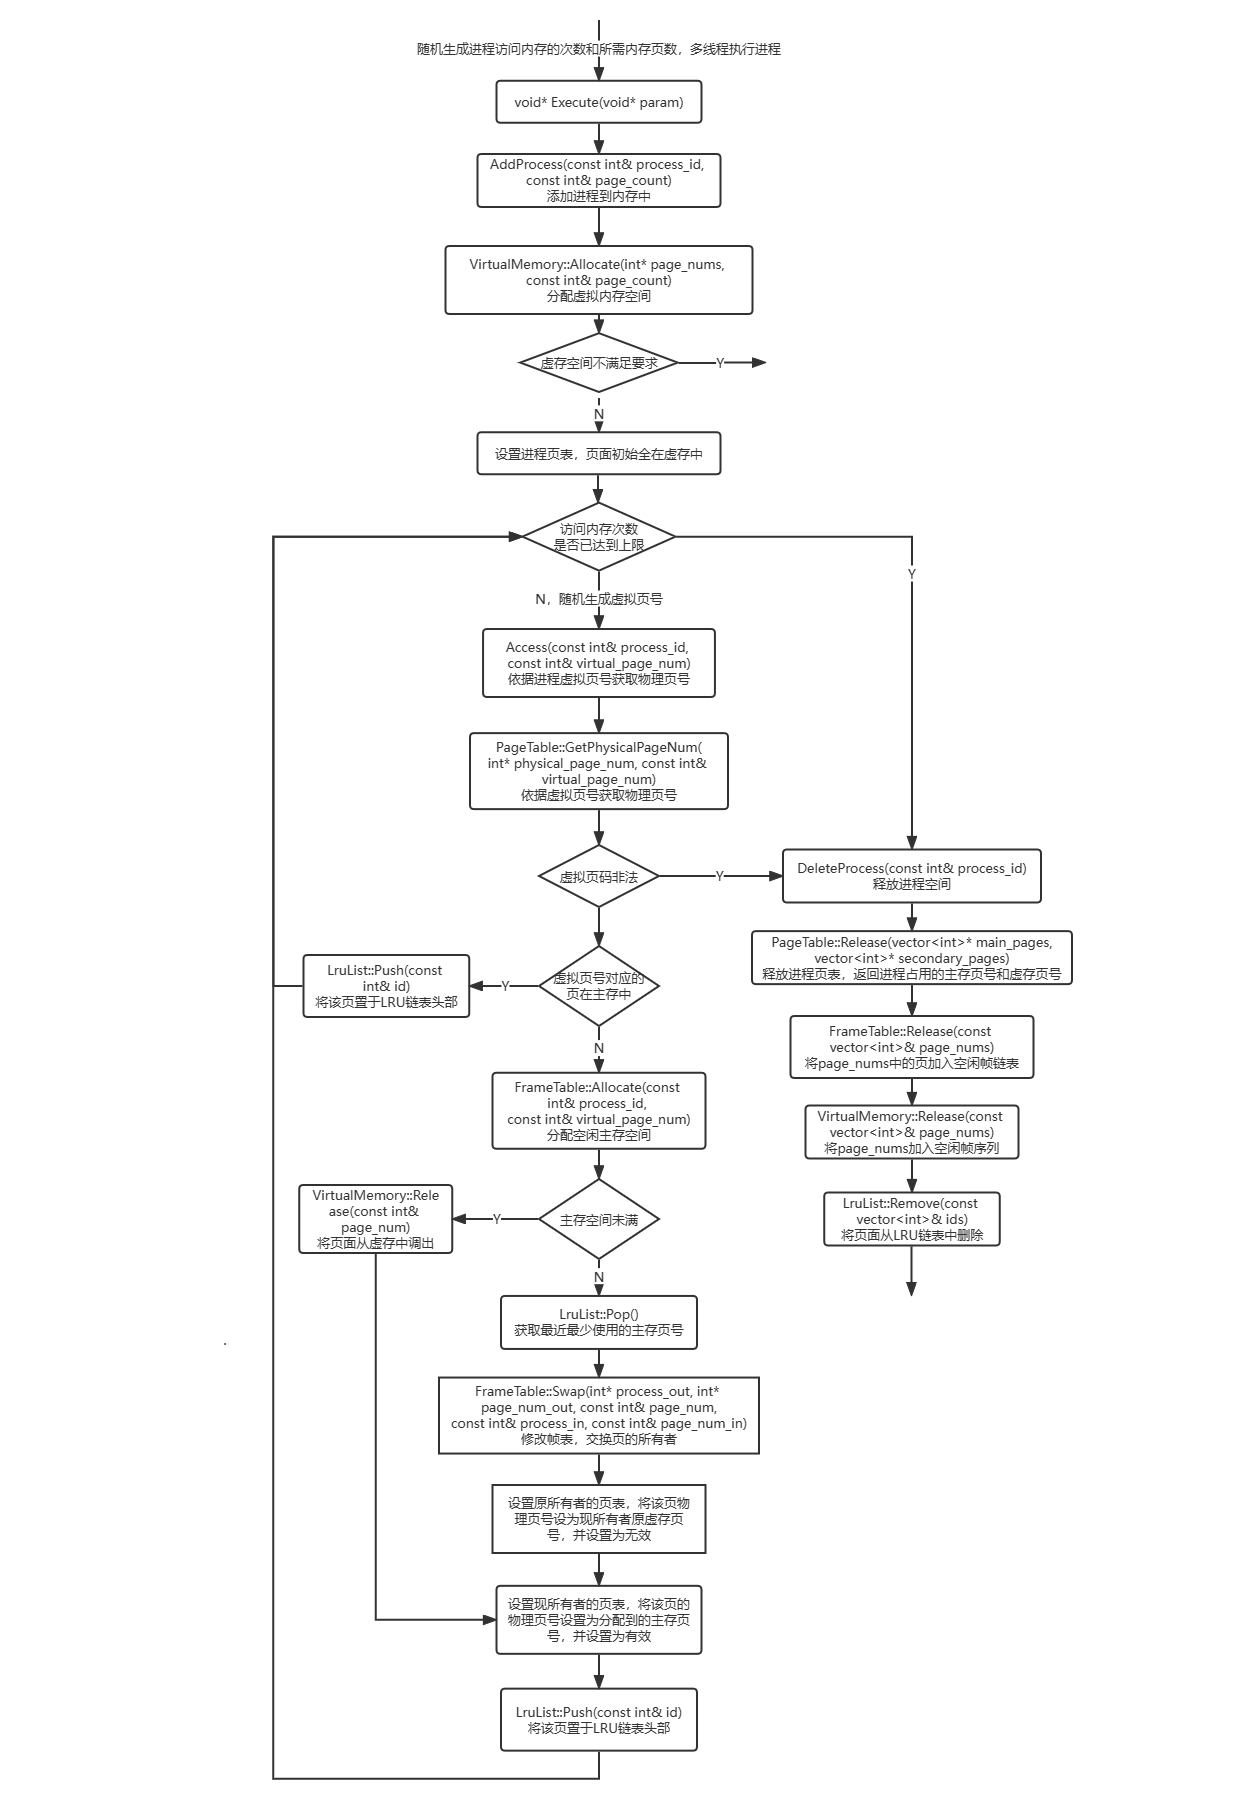 随机生成进程访问内存的次数和所需内存页数，多线程执行进程
void* Execute(void* param)
AddProcess(const int& process_id,
const int& page_count)
添加进程到内存中
VirtualMemory::Allocate(int* page_nums,
const int& page_count)
分配虚拟内存空间
虚存空间不满足要求
Y
N
设置进程页表，页面初始全在虚存中
访问内存次数
是否已达到上限
Y
N，随机生成虚拟页号
Access(const int& process_id,
const int& virtual_page_num)
依据进程虚拟页号获取物理页号
PageTable::GetPhysicalPageNum(
int* physical_page_num, const int&
virtual_page_num)
依据虚拟页号获取物理页号
虚拟页码非法
Y
DeleteProcess(const int& process_id)
释放进程空间
PageTable::Release(vector<int>* main_pages,
vector<int>* secondary_pages)
释放进程页表，返回进程占用的主存页号和虚存页号
FrameTable::Release(const
vector<int>& page_nums)
将page_nums中的页加入空闲帧链表
VirtualMemory::Release(const
vector<int>& page_nums)
将page_nums加入空闲帧序列
LruList::Remove(const
vector<int>& ids)
将页面从LRU链表中删除
虚拟页号对应的
页在主存中
Y
LruList::Push(const
int& id)
将该页置于LRU链表头部
N
FrameTable::Allocate(const
int& process_id,
const int& virtual_page_num)
分配空闲主存空间
主存空间未满
Y
VirtualMemory::Rele
ase(const int&
page_num)
将页面从虚存中调出
N
LruList::Pop()
获取最近最少使用的主存页号
FrameTable::Swap(int* process_out, int*
page_num_out, const int& page_num,
const int& process_in, const int& page_num_in)
修改帧表，交换页的所有者
设置原所有者的页表，将该页物
理页号设为现所有者原虚存页
号，并设置为无效
设置现所有者的页表，将该页的
物理页号设置为分配到的主存页
号，并设置为有效
LruList::Push(const int& id)
将该页置于LRU链表头部